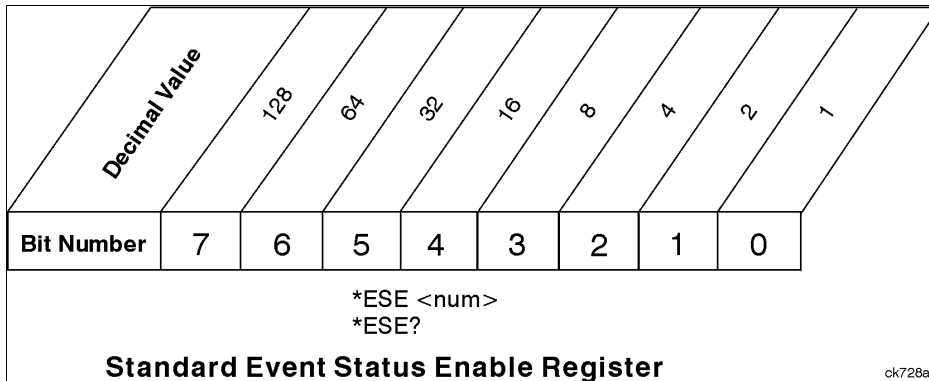 Decimal Value 128 64 32 16 8 4 2 1
Bit Number 7 6 5 4 3 2 1 0
*ESE <num>
*ESE?
Standard Event Status Enable Register
ck728a